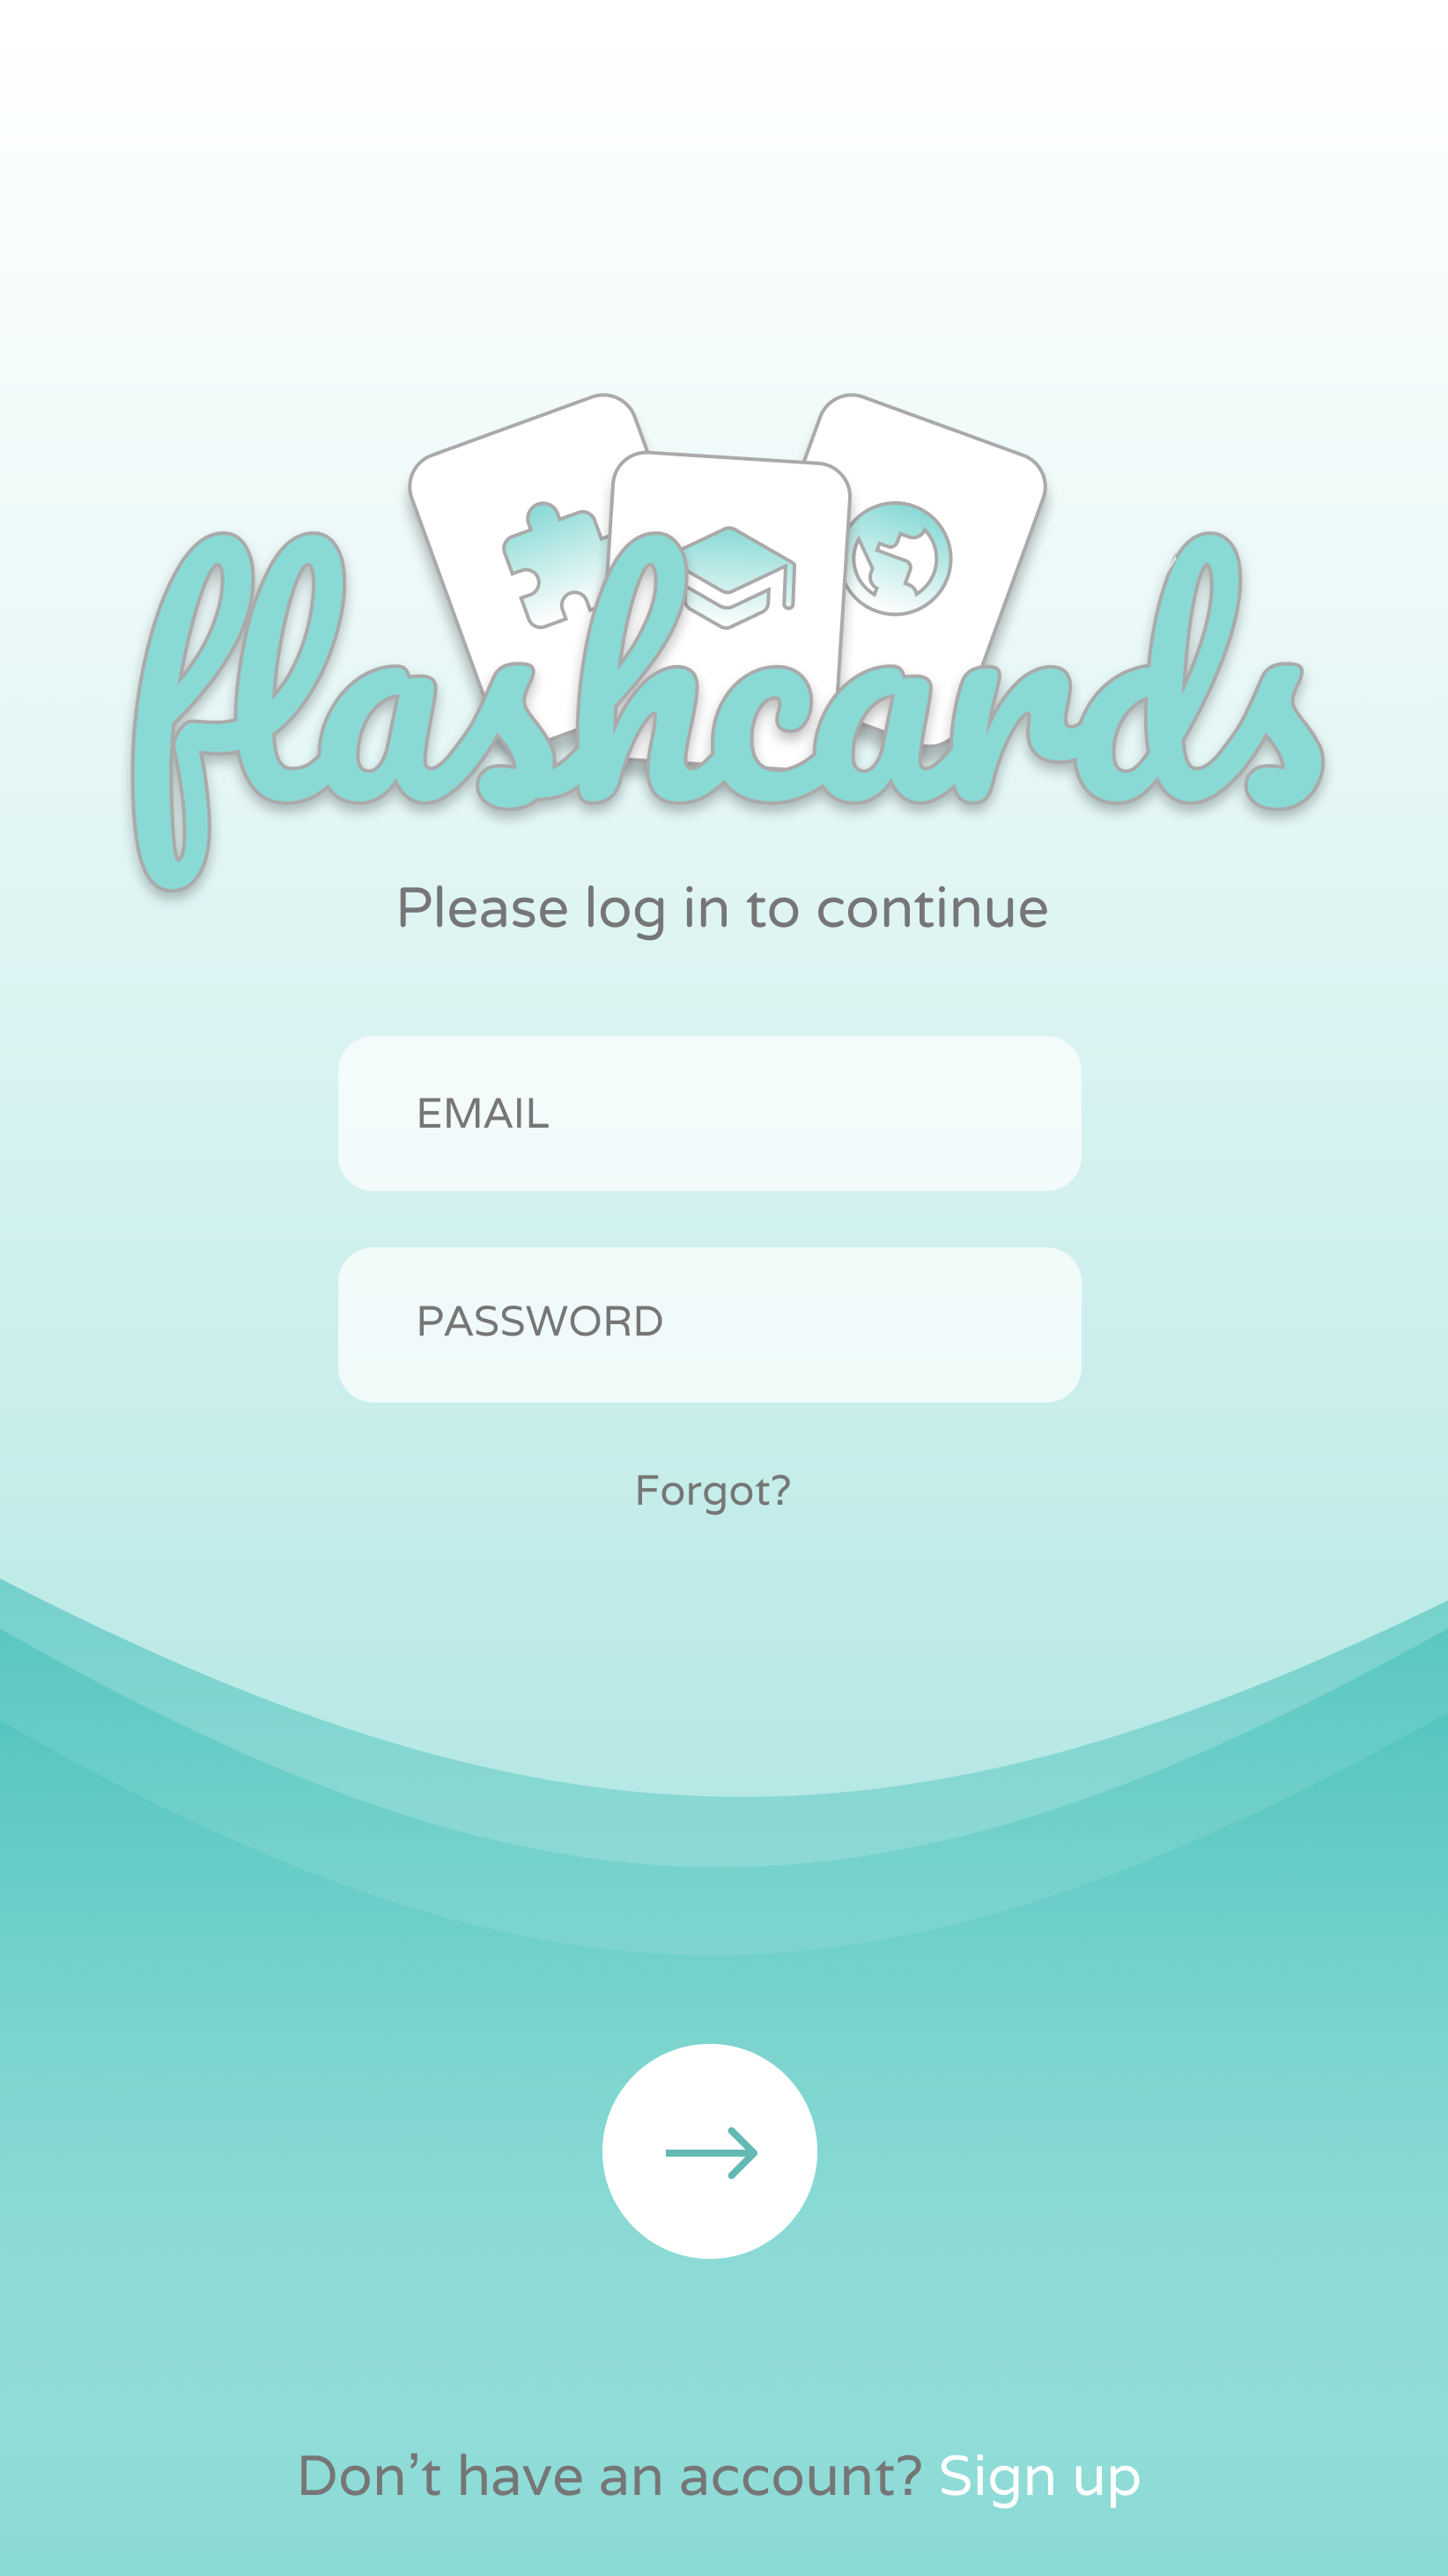 flashcards
Please log in to continue
EMAIL
PASSWORD
Forgot?
Don’t have an account? Sign up